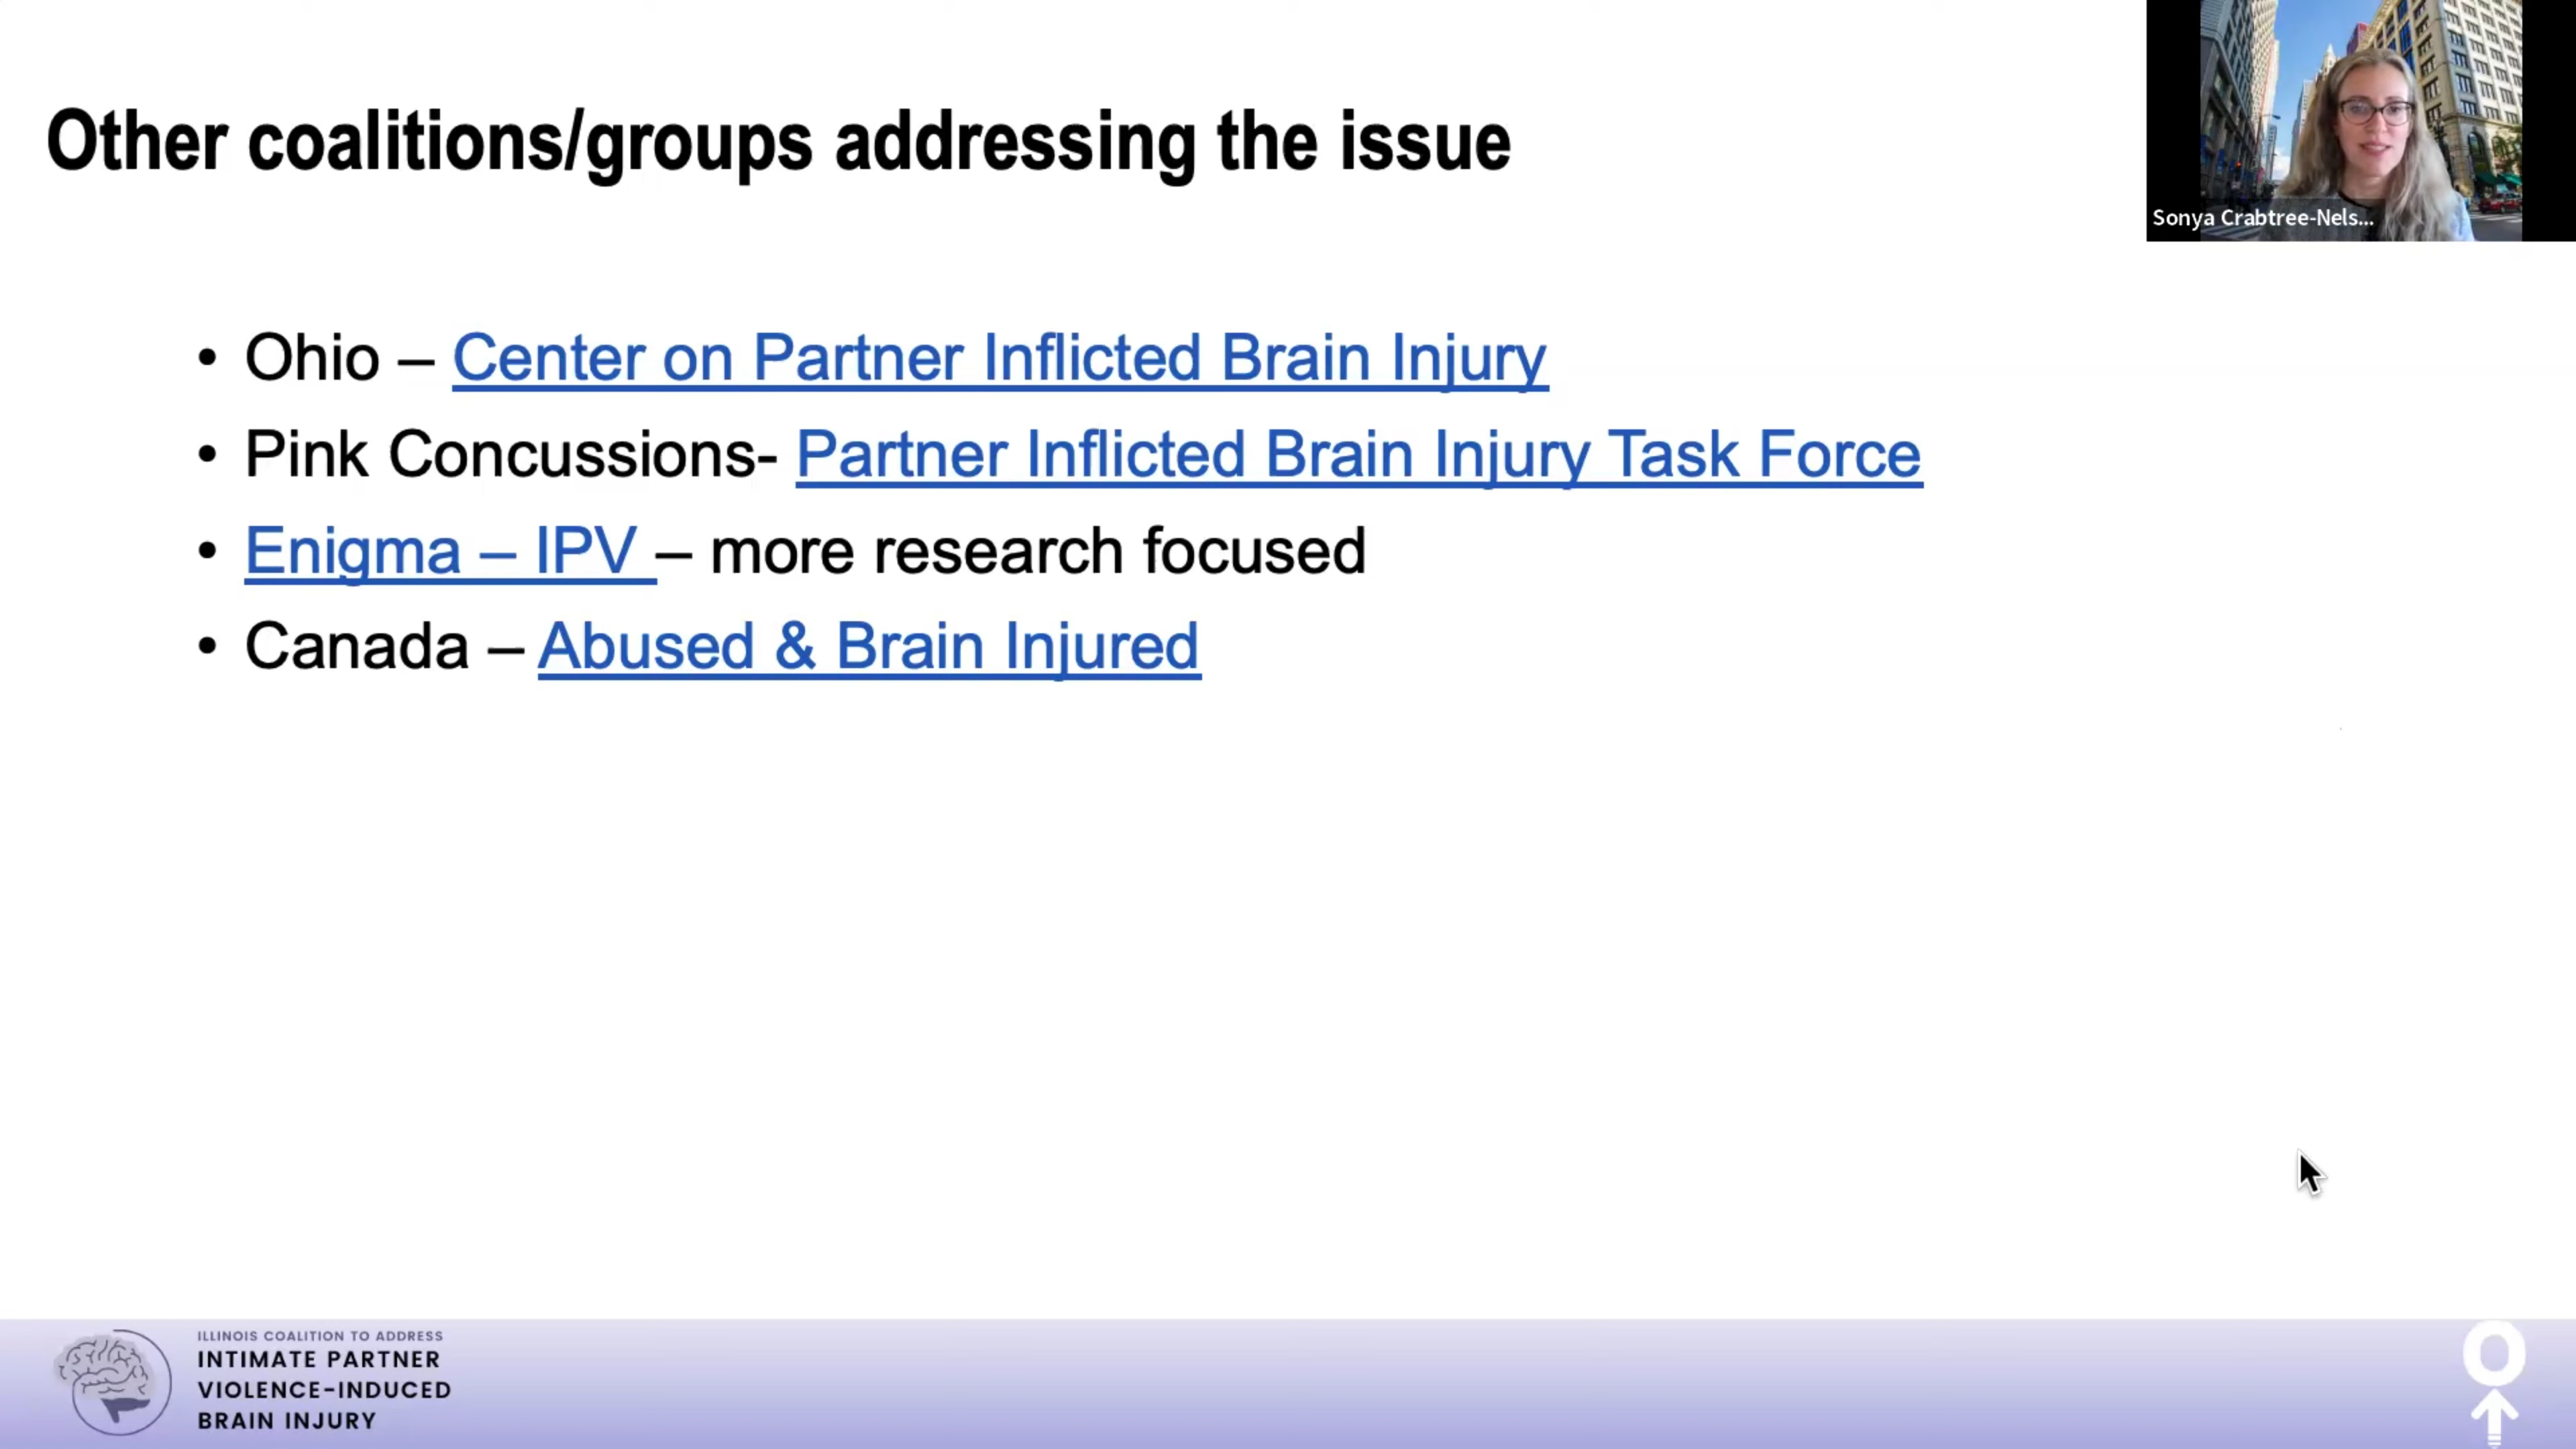 Other coalitions/groups addressing the issue
Sonya Crabtree-Nels...
• Ohio – Center on Partner Inflicted Brain Injury
• Pink Concussions- Partner Inflicted Brain Injury Task Force
• Enigma – IPV – more research focused
• Canada – Abused & Brain Injured
ILLINOIS COALITION TO ADDRESS
INTIMATE PARTNER
VIOLENCE-INDUCED
BRAIN INJURY